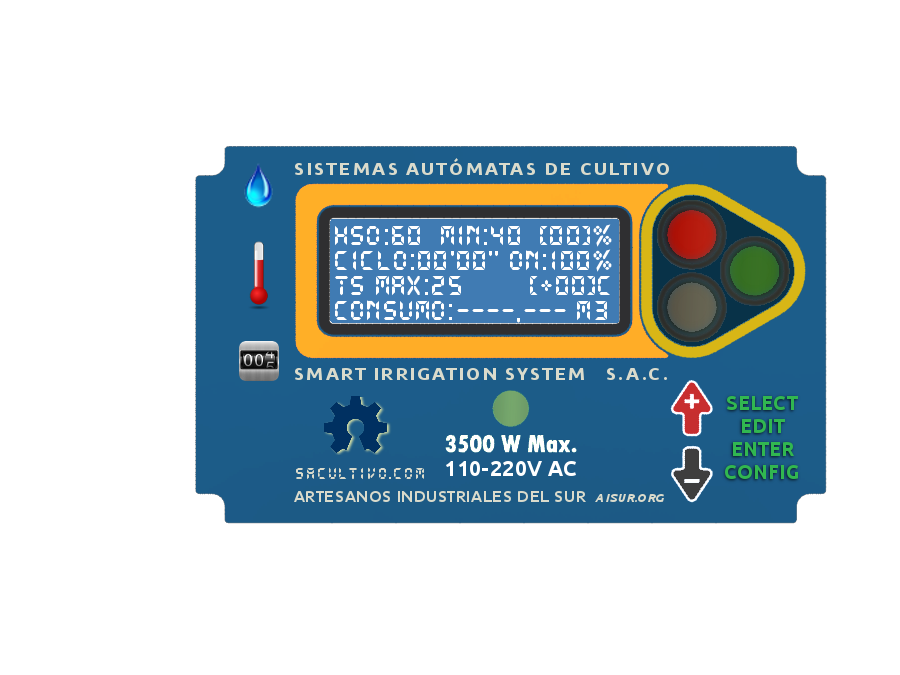 SISTEMAS AUTÓMATAS DE CULTIVO
HSO:60 MIN:40 [00]%
CICLO:00'00" ON:100%
TS MAX:25 [+00]C
CONSUMO:----.--- M3
SMART IRRIGATION SYSTEM S.A.C.
SELECT
EDIT
ENTER
CONFIG
3500 W Max.
110-220V AC
SACULTIVO.COM
ARTESANOS INDUSTRIALES DEL SUR AISUR.ORG